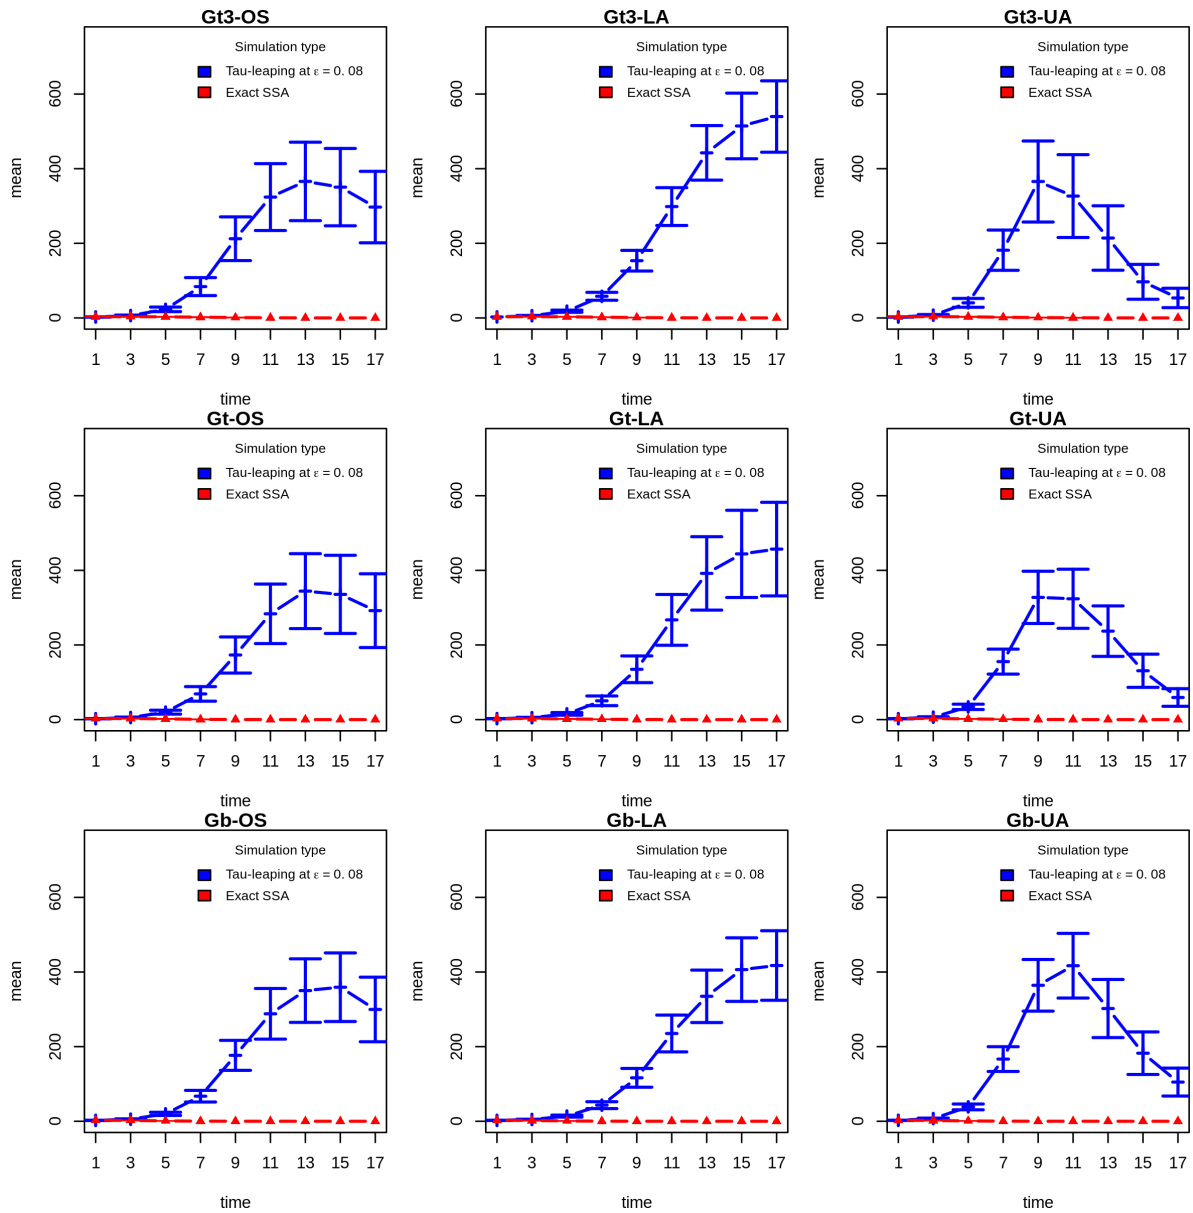 Gt3-OS
Simulation type
Tau-leaping at ε = 0. 08
Exact SSA
mean
0 200 400 600
1 3 5 7 9 11 13 15 17
time
Gt3-LA
Simulation type
Tau-leaping at ε = 0. 08
Exact SSA
mean
0 200 400 600
1 3 5 7 9 11 13 15 17
time
Gt3-UA
Simulation type
Tau-leaping at ε = 0. 08
Exact SSA
mean
0 200 400 600
1 3 5 7 9 11 13 15 17
time
Gt-OS
Simulation type
Tau-leaping at ε = 0. 08
Exact SSA
mean
0 200 400 600
1 3 5 7 9 11 13 15 17
time
Gt-LA
Simulation type
Tau-leaping at ε = 0. 08
Exact SSA
mean
0 200 400 600
1 3 5 7 9 11 13 15 17
time
Gt-UA
Simulation type
Tau-leaping at ε = 0. 08
Exact SSA
mean
0 200 400 600
1 3 5 7 9 11 13 15 17
time
Gb-OS
Simulation type
Tau-leaping at ε = 0. 08
Exact SSA
mean
0 200 400 600
1 3 5 7 9 11 13 15 17
time
Gb-LA
Simulation type
Tau-leaping at ε = 0. 08
Exact SSA
mean
0 200 400 600
1 3 5 7 9 11 13 15 17
time
Gb-UA
Simulation type
Tau-leaping at ε = 0. 08
Exact SSA
mean
0 200 400 600
1 3 5 7 9 11 13 15 17
time